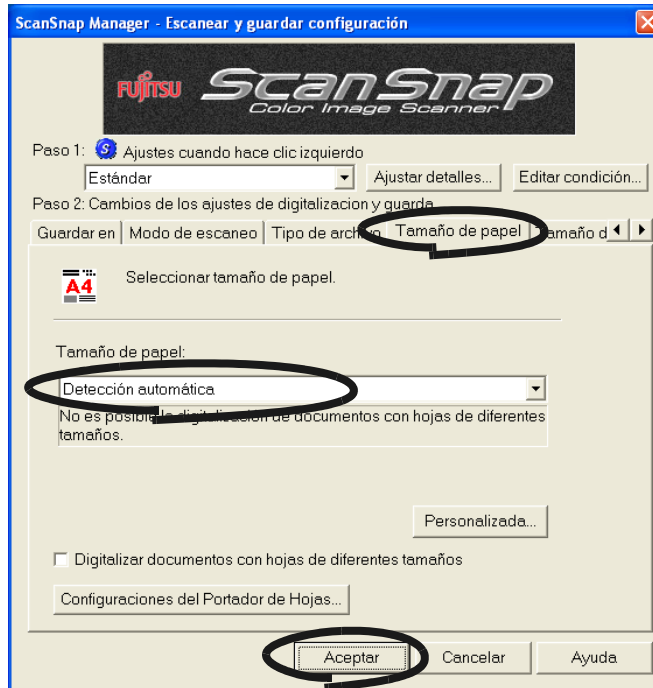 ScanSnap Manager - Escanear y guardar configuración
FUJITSU ScanSnap
Color Image Scanner
Paso 1: S Ajustes cuando hace clic izquierdo
Estándar Ajustar detalles... Editar condición...
Paso 2: Cambios de los ajustes de digitalizacion y guarda
Guardar en Modo de escaneo Tipo de archivo Tamaño de papel Tamaño d
A4 Seleccionar tamaño de papel.
Tamaño de papel:
Detección automática
No es posible la digitalización de documentos con hojas de diferentes
tamaños.
Personalizada...
Digitalizar documentos con hojas de diferentes tamaños
Configuraciones del Portador de Hojas...
Aceptar Cancelar Ayuda